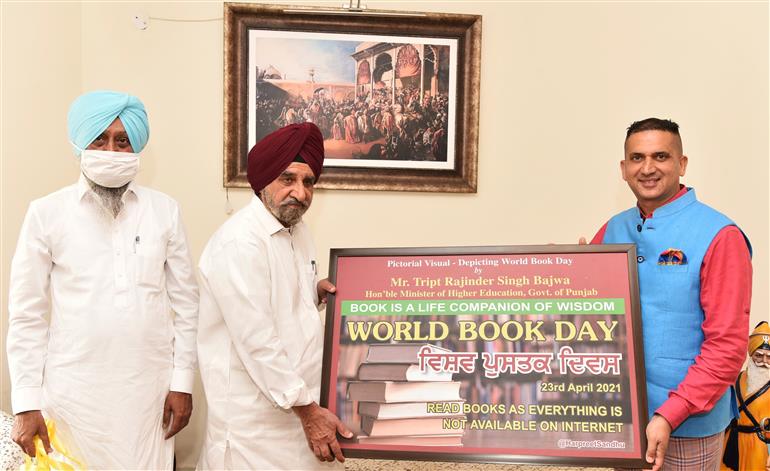 Pictorial Visual - Depicting World Book Day
by
Mr. Tript Rajinder Singh Bajwa
Hon'ble Minister of Higher Education, Govt. of Punjab
BOOK IS A LIFE COMPANION OF WISDOM
WORLD BOOK DAY
ਵਿਸ਼ਵ ਪੁਸਤਕ ਦਿਵਸ
23rd April 2021
READ BOOKS AS EVERYTHING IS
NOT AVAILABLE ON INTERNET
@HarpreetSandhu